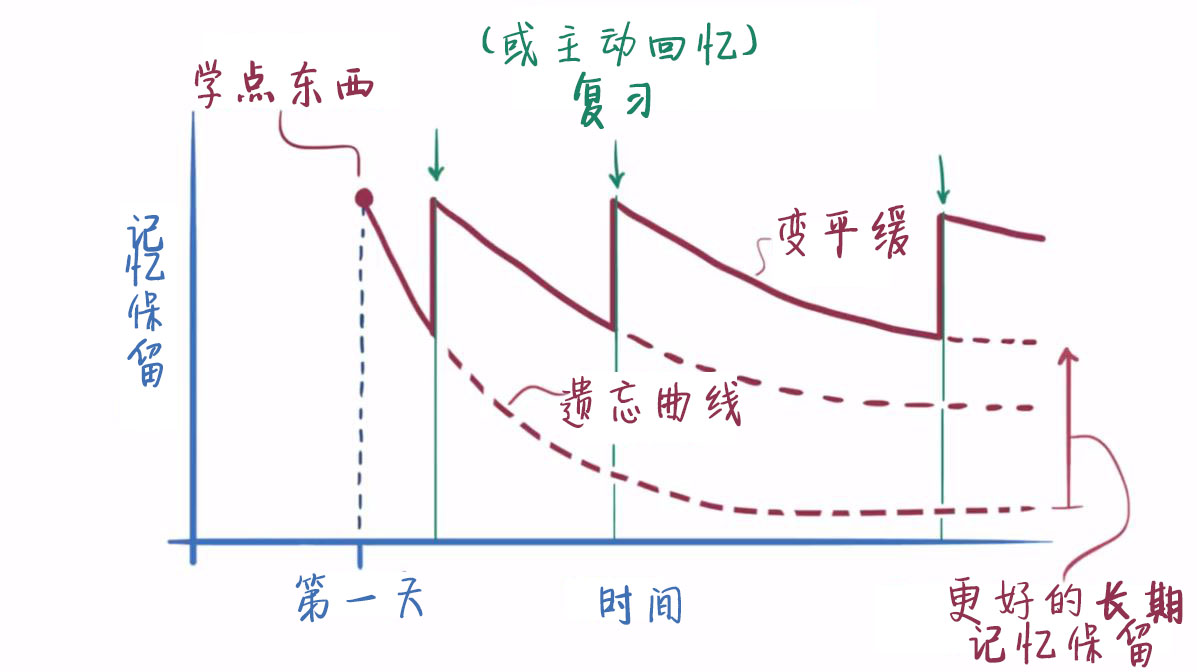 (或主动回忆)
复习
学点东西
记忆保留
变平缓
遗忘曲线
第一天
时间
更好的长期
记忆保留